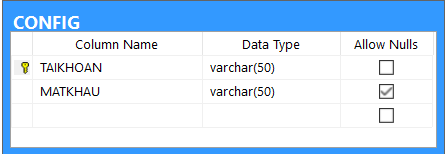 CONFIG
Column Name Data Type Allow Nulls
TAIKHOAN varchar(50)
MATKHAU varchar(50)